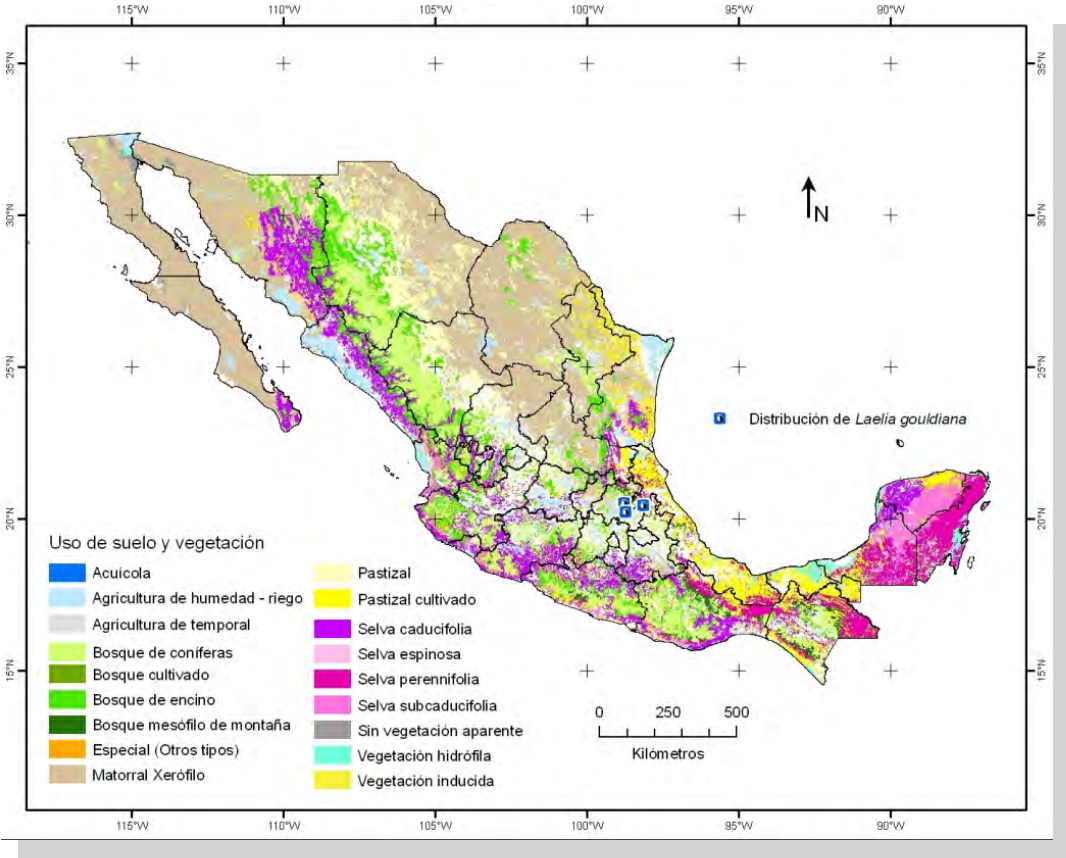 115°W 110°W 105°W 100°W 95°W 90°W
35°N 35°N
N
30°N 30°N
25°N 25°N
Distribución de Laelia gouldiana
20°N 20°N
Uso de suelo y vegetación
Acuicola
Agricultura de humedad - riego
Agricultura de temporal
Bosque de coníferas
Bosque cultivado
Bosque de encino
Bosque mesófilo de montaña
Especial (Otros tipos)
Matorral Xerófilo
Pastizal
Pastizal cultivado
Selva caducifolia
Selva espinosa
Selva perennifolia
Selva subcaducifolia
Sin vegetación aparente
Vegetación hidrófila
Vegetación inducida
15°N 15°N
0 250 500
Kilómetros
115°W 110°W 105°W 100°W 95°W 90°W